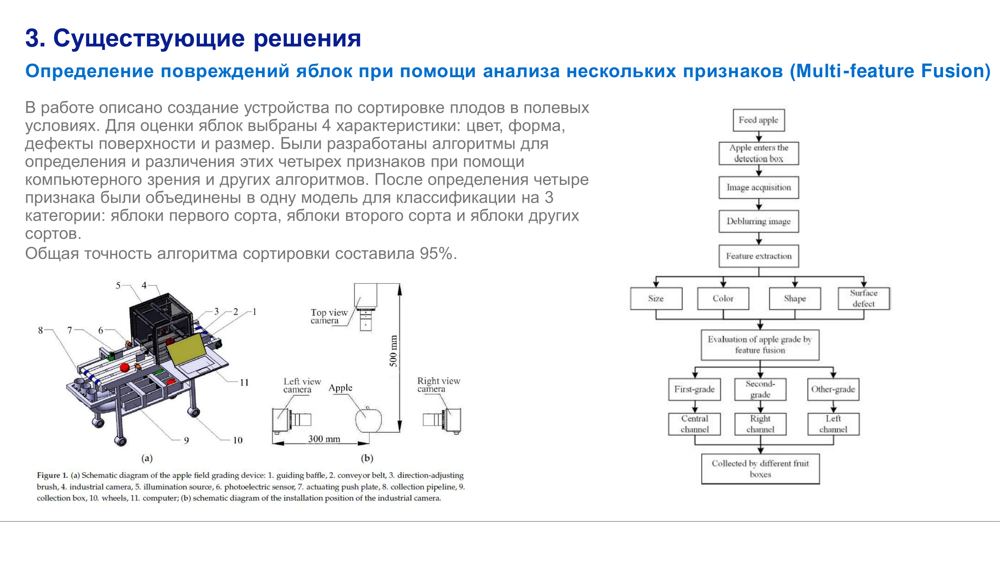 3. Существующие решения
Определение повреждений яблок при помощи анализа нескольких признаков (Multi-feature Fusion)
В работе описано создание устройства по сортировке плодов в полевых
условиях. Для оценки яблок выбраны 4 характеристики: цвет, форма,
дефекты поверхности и размер. Были разработаны алгоритмы для
определения и различения этих четырех признаков при помощи
компьютерного зрения и других алгоритмов. После определения четыре
признака были объединены в одну модель для классификации на 3
категории: яблоки первого сорта, яблоки второго сорта и яблоки других
сортов.
Общая точность алгоритма сортировки составила 95%.
5
4
3
2
1
8
7
6
11
9
10
(a)
Top view
camera
500 mm
Left view
camera
Apple
Right view
camera
300 mm
(b)
Figure 1. (a) Schematic diagram of the apple field grading device: 1. guiding baffle, 2. conveyor belt, 3. direction-adjusting
brush, 4. industrial camera, 5. illumination source, 6. photoelectric sensor, 7. actuating push plate, 8. collection pipeline, 9.
collection box, 10. wheels, 11. computer; (b) schematic diagram of the installation position of the industrial camera.
Feed apple
Apple enters the
detection box
Image acquisition
Deblurring image
Feature extraction
Size
Color
Shape
Surface
defect
Evaluation of apple grade by
feature fusion
First-grade
Second-
grade
Other-grade
Central
channel
Right
channel
Left
channel
Collected by different fruit
boxes